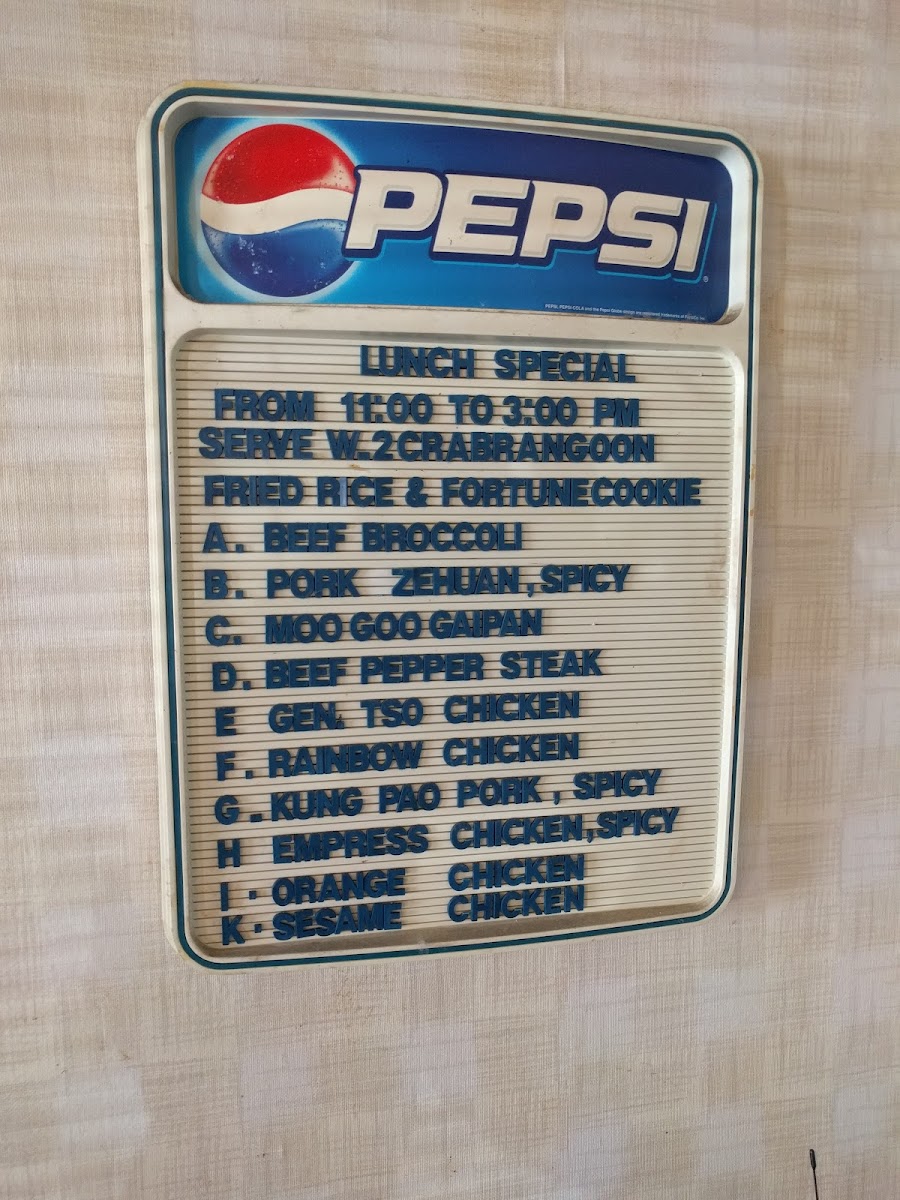 PEPSI
LUNCH SPECIAL
FROM 11:00 TO 3:00 PM
SERVE W.2CRABRANGOON
FRIED RICE & FORTUNECOOKIE
A. BEEF BROCCOLI
B. PORK ZEHUAN, SPICY
C. MOO GOO GAIPAN
D. BEEF PEPPER STEAK
E GEN. TSO CHICKEN
F. RAINBOW CHICKEN
G. KUNG PAO PORK, SPICY
H EMPRESS CHICKEN, SPICY
I. ORANGE CHICKEN
K. SESAME CHICKEN